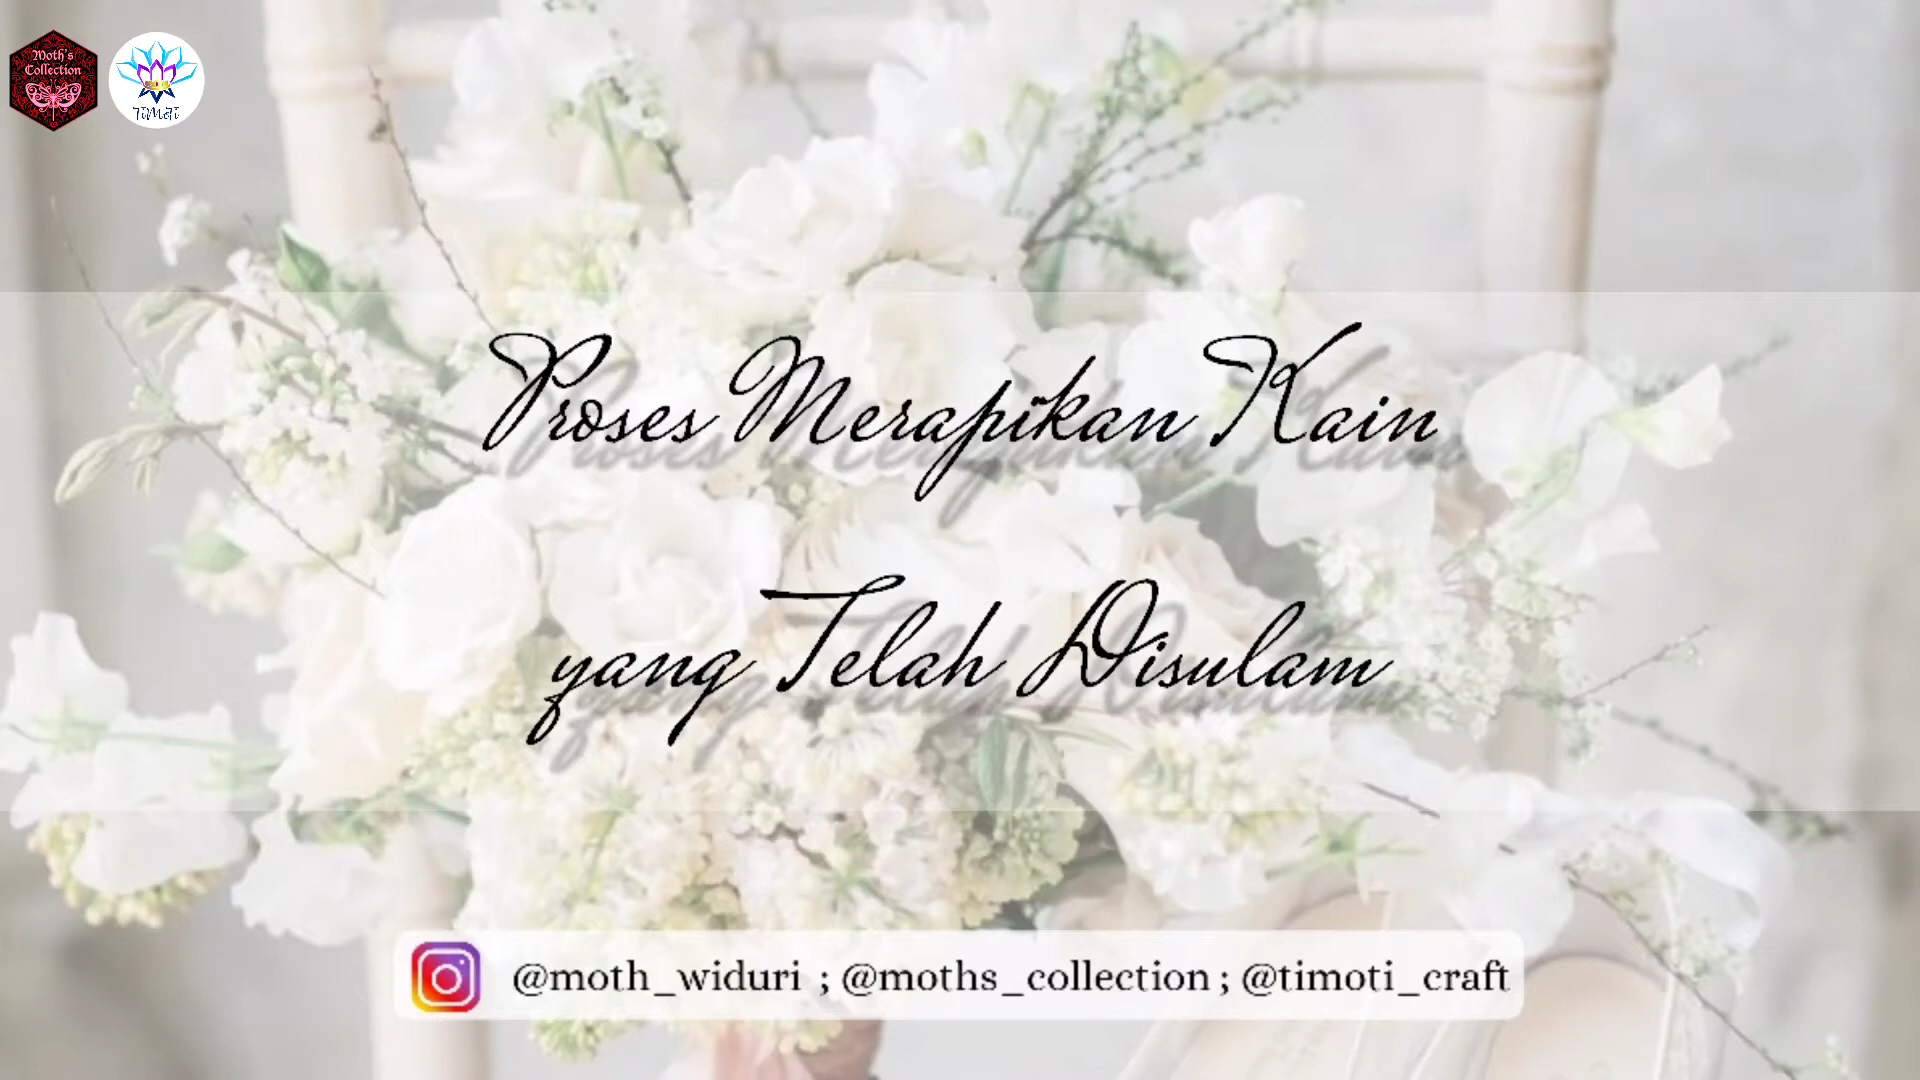 Moth's
Collection
TiMoTi
Proses Merapikan Kain
yang Telah Disulam
@moth_widuri ; @moths_collection ; @timoti_craft